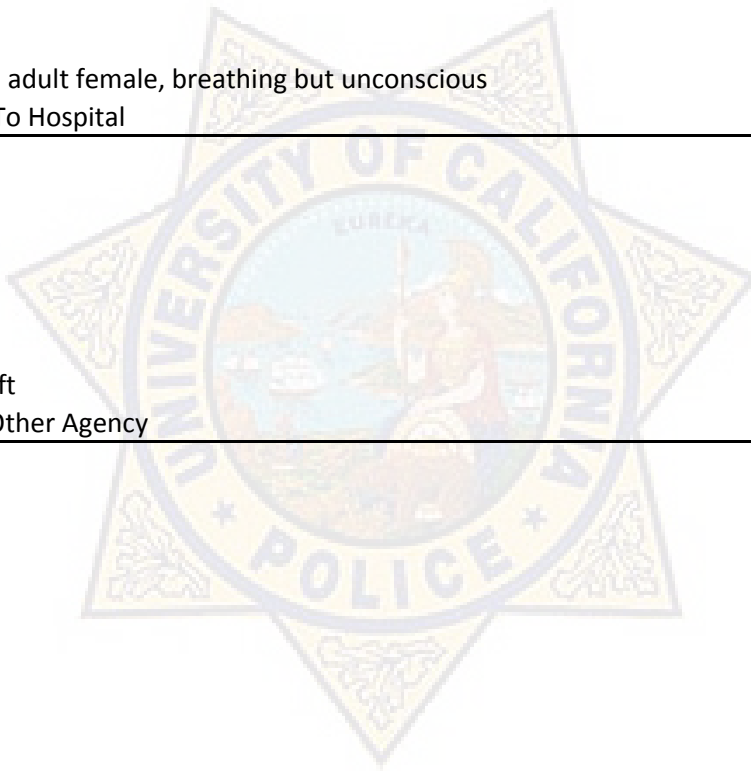 adult female, breathing but unconscious
To Hospital
UNIVERSITY OF CALIFORNIA
EUREKA
ft
Other Agency
POLICE